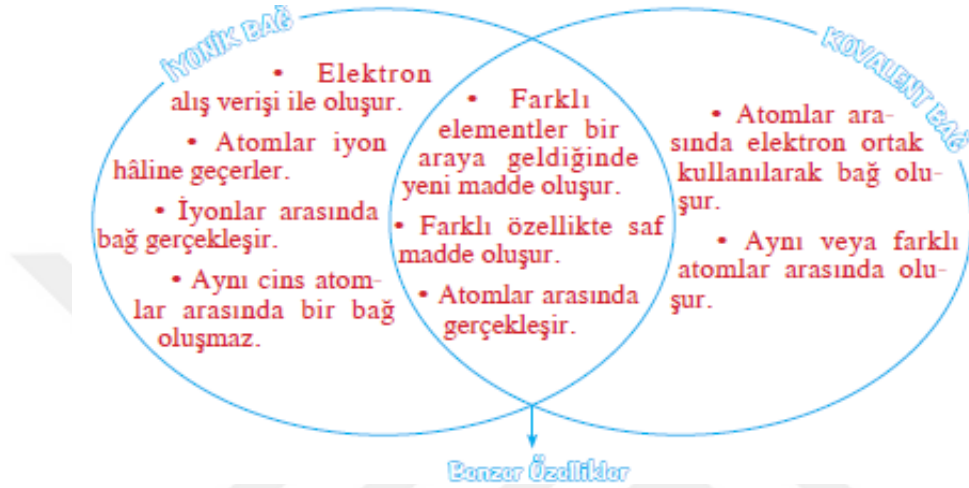 İYONİK BAĞ
• Elektron
alış verişi ile oluşur.
• Atomlar iyon
hâline geçerler.
• İyonlar arasında
bağ gerçekleşir.
• Aynı cins atom-
lar arasında bir bağ
oluşmaz.
• Farklı
elementler bir
araya geldiğinde
yeni madde oluşur.
• Farklı özellikte saf
madde oluşur.
• Atomlar arasında
gerçekleşir.
KOVALENT BAĞ
• Atomlar ara-
sında elektron ortak
kullanılarak bağ olu-
şur.
• Aynı veya farklı
atomlar arasında olu-
şur.
Benzer Özellikler